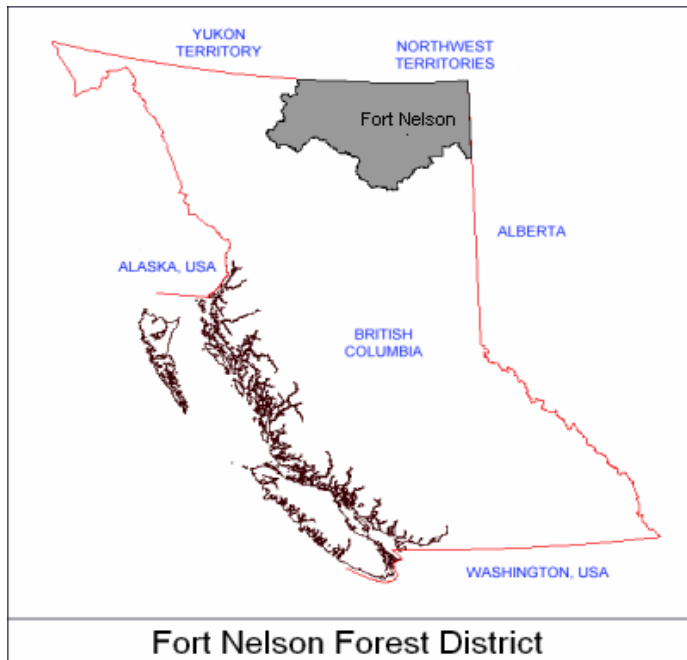 YUKON
TERRITORY
NORTHWEST
TERRITORIES
Fort Nelson
ALBERTA
ALASKA, USA
BRITISH
COLUMBIA
WASHINGTON, USA
Fort Nelson Forest District